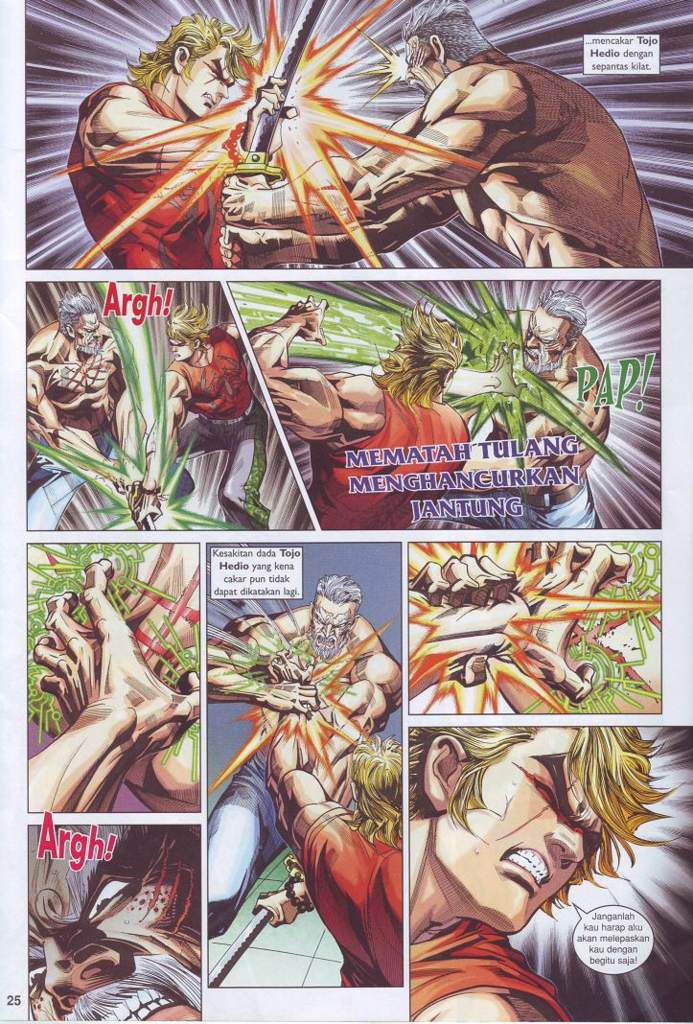 ...mencakar Tojo
Hedio dengan
sepantas kilat.
Argh!
PAP!
MEMATAH TULANG
MENGHANCURKAN
JANTUNG
Kesakitan dada Tojo
Hedio yang kena
cakar pun tidak
dapat dikatakan lagi.
Argh!
Janganlah
kau harap aku
akan melepaskan
kau dengan
begitu saja!
25